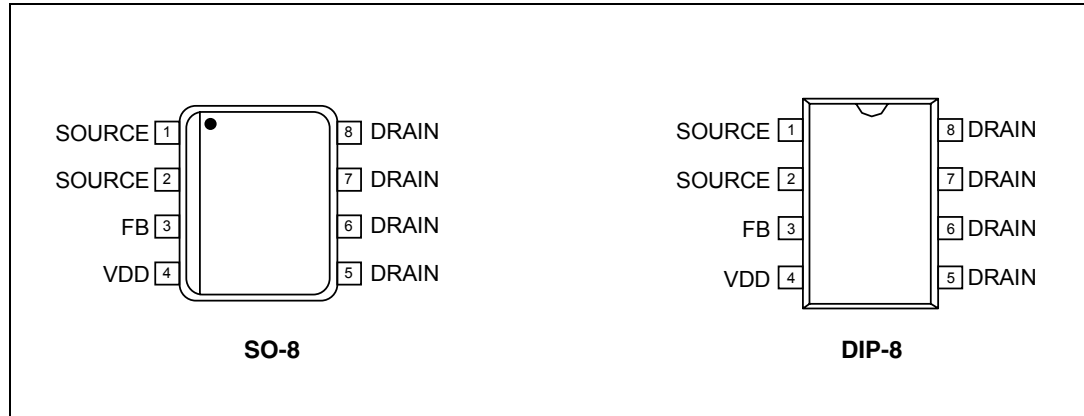 SOURCE 1 8 DRAIN
SOURCE 2 7 DRAIN
FB 3 6 DRAIN
VDD 4 5 DRAIN
SO-8
SOURCE 1 8 DRAIN
SOURCE 2 7 DRAIN
FB 3 6 DRAIN
VDD 4 5 DRAIN
DIP-8